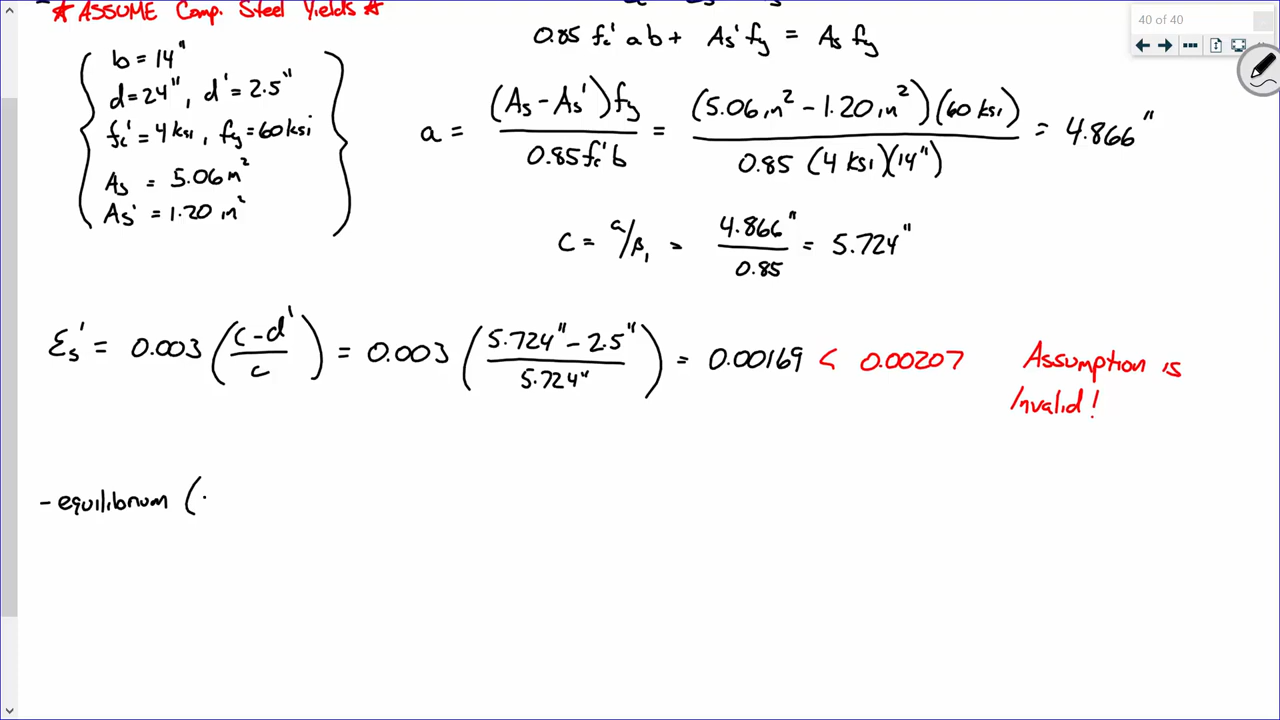 * ASSUME Comp. Steel Yields *
40 of 40
0.85 fc' a b + As' fy = As fy
b = 14"
d = 24", d' = 2.5"
fc' = 4 ksi, fy = 60 ksi
As = 5.06 in²
As' = 1.20 in²
a = (As - As') fy / 0.85 fc' b = (5.06 in² - 1.20 in²)(60 ksi) / 0.85 (4 ksi)(14") = 4.866"
c = a/β₁ = 4.866" / 0.85 = 5.724"
εs' = 0.003 (c - d' / c) = 0.003 (5.724" - 2.5" / 5.724") = 0.00169 < 0.00207 Assumption is
Invalid!
- equilibrium (